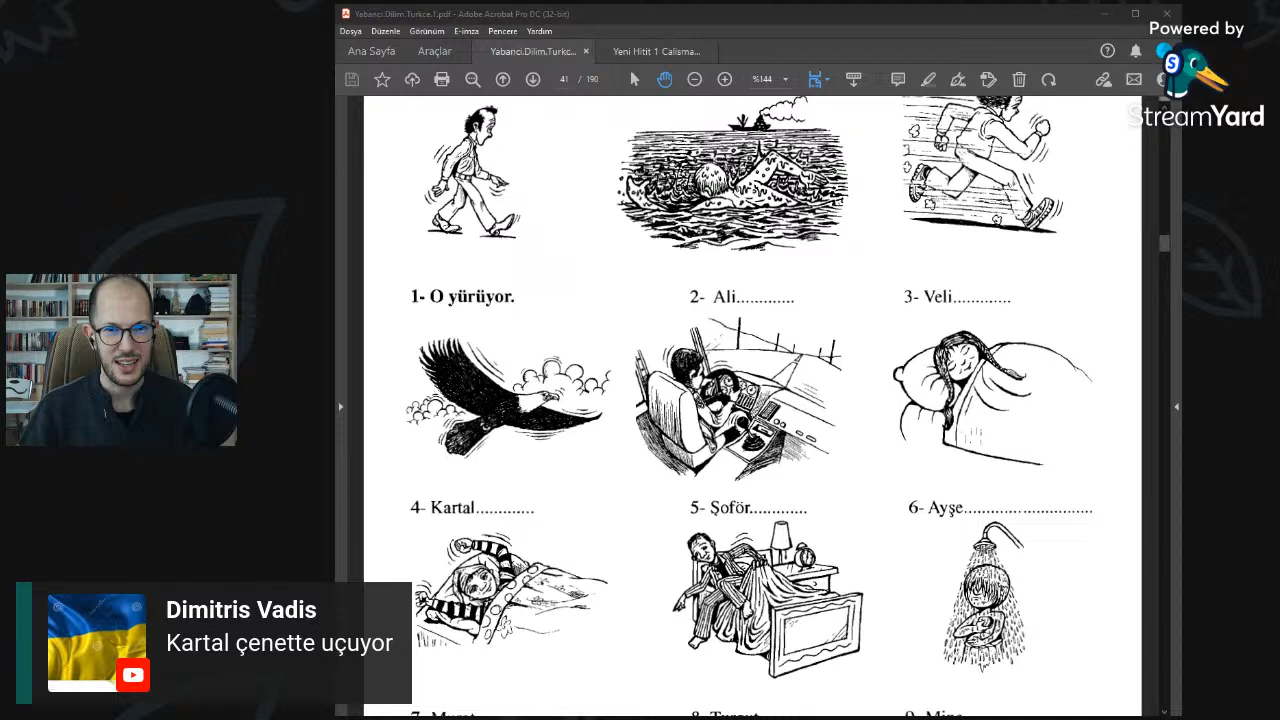 Yabanci.Dilim.Turkce.1.pdf - Adobe Acrobat Pro DC (32-bit)
Dosya Düzenle Görünüm E-imza Pencere Yardım
Ana Sayfa Araçlar Yabanci.Dilim.Turkc... × Yeni Hitit 1 Calisma...
41 / 190 %144
Powered by
StreamYard
1- O yürüyor.
2- Ali.............
3- Veli.............
4- Kartal.............
5- Şoför.............
6- Ayşe.............................
Dimitris Vadis
Kartal çenette uçuyor